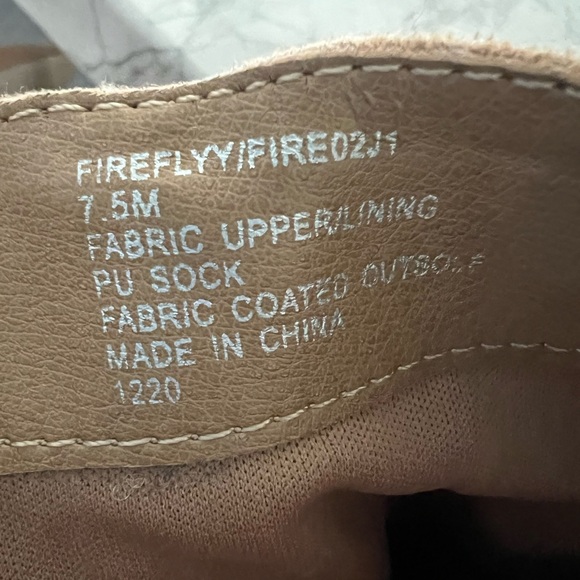 FIREFLYY/FIRE02J1
7.5M
FABRIC UPPER/LINING
PU SOCK
FABRIC COATED OUTSOLE
MADE IN CHINA
1220